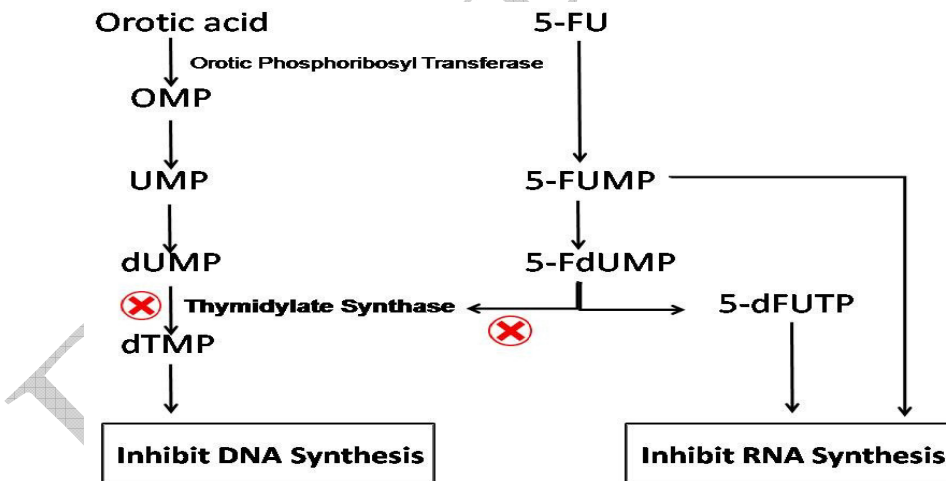 Orotic acid
5-FU
Orotic Phosphoribosyl Transferase
OMP
UMP
5-FUMP
dUMP
5-FdUMP
Thymidylate Synthase
5-dFUTP
dTMP
Inhibit DNA Synthesis
Inhibit RNA Synthesis